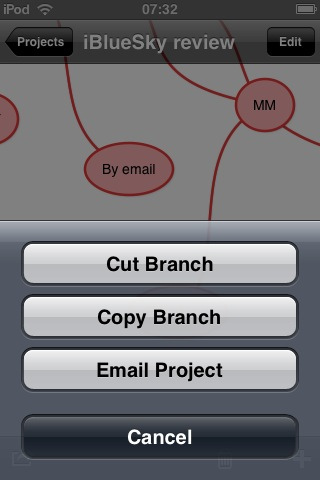 iPod 07:32
Projects iBlueSky review Edit
MM
By email
Cut Branch
Copy Branch
Email Project
Cancel